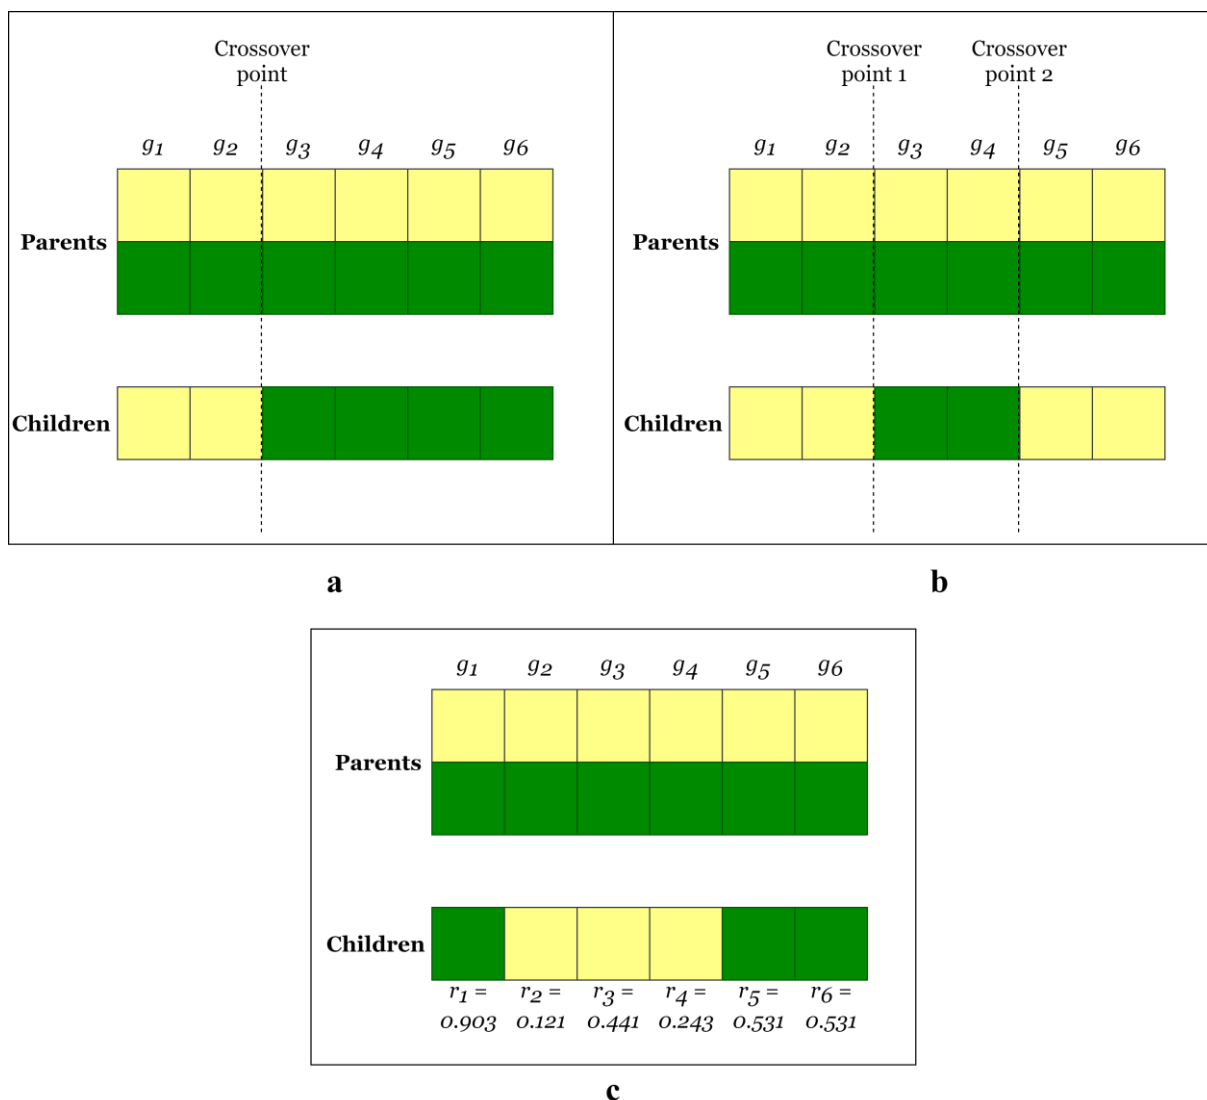 Crossover
point
g1 g2 g3 g4 g5 g6
Parents
Children
a
Crossover
point 1
Crossover
point 2
g1 g2 g3 g4 g5 g6
Parents
Children
b
g1 g2 g3 g4 g5 g6
Parents
Children
r1 = r2 = r3 = r4 = r5 = r6 =
0.903 0.121 0.441 0.243 0.531 0.531
c